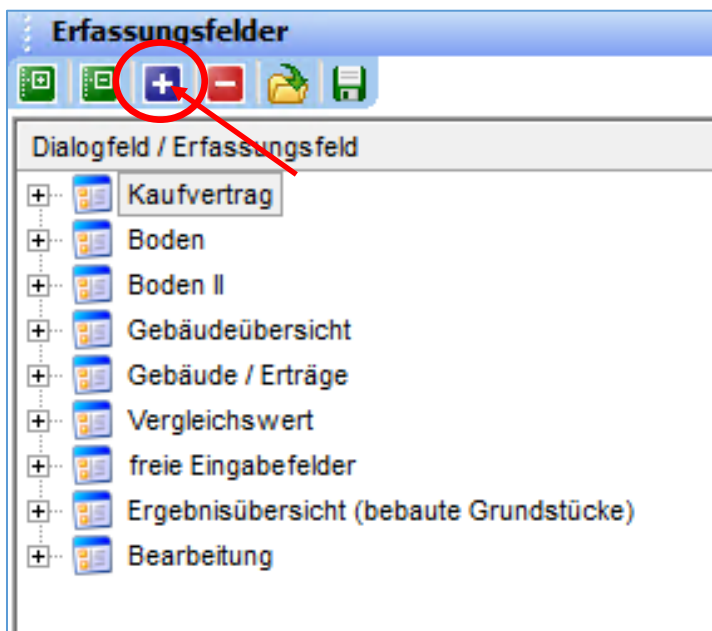 Erfassungsfelder
Dialogfeld / Erfassungsfeld
Kaufvertrag
Boden
Boden II
Gebäudeübersicht
Gebäude / Erträge
Vergleichswert
freie Eingabefelder
Ergebnisübersicht (bebaute Grundstücke)
Bearbeitung